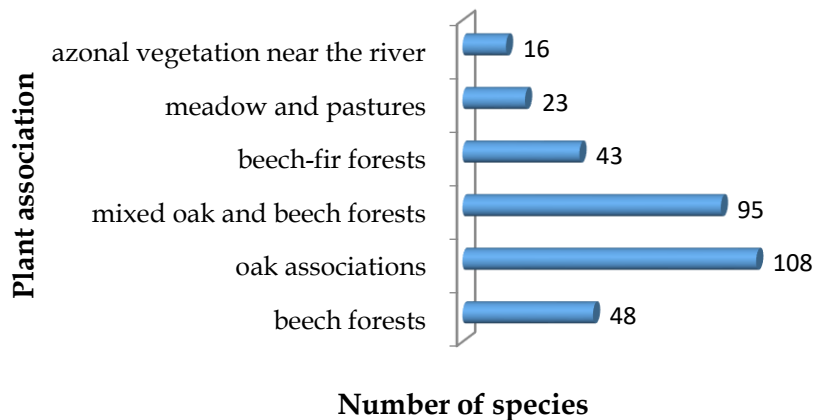 Plant association
azonal vegetation near the river 16
meadow and pastures 23
beech-fir forests 43
mixed oak and beech forests 95
oak associations 108
beech forests 48
Number of species